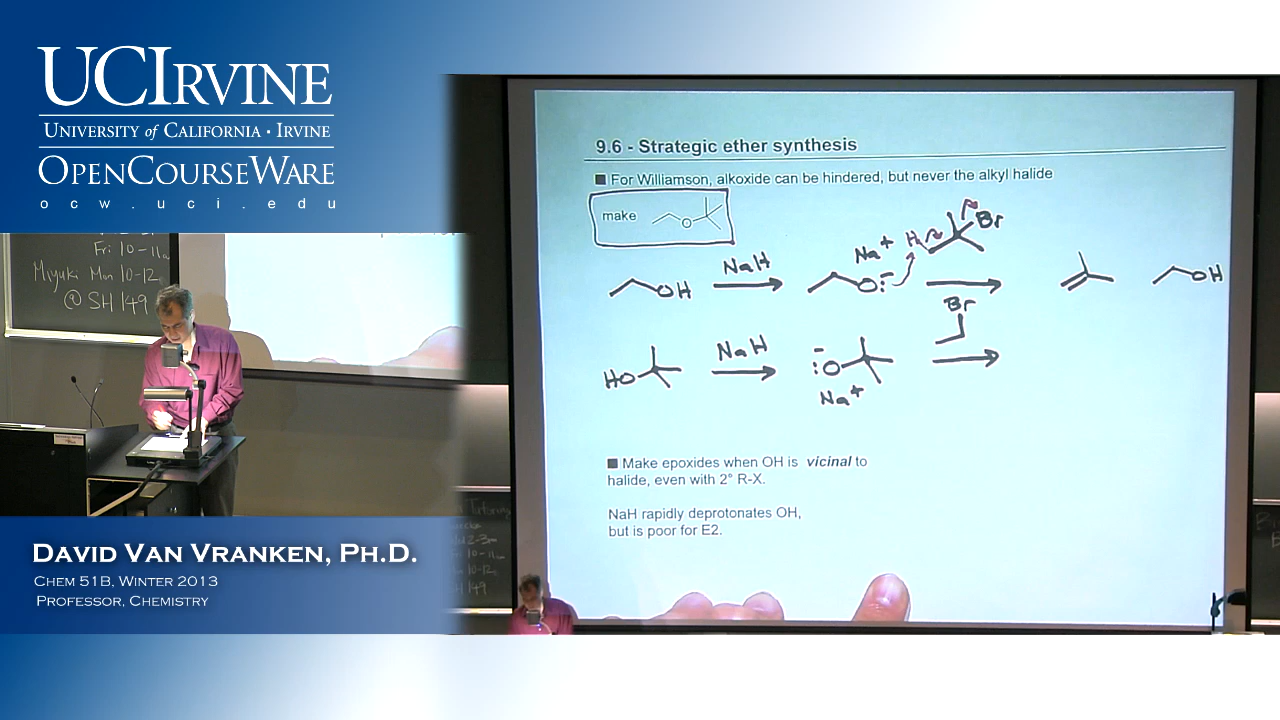 UCIRVINE
UNIVERSITY of CALIFORNIA · IRVINE
OPENCOURSEWARE
ocw.uci.edu
Fri 10-11
Miyuki Mon 10-12
@ SH 149
DAVID VAN VRANKEN, PH.D.
CHEM 51B, WINTER 2013
PROFESSOR, CHEMISTRY
9.6 - Strategic ether synthesis
■ For Williamson, alkoxide can be hindered, but never the alkyl halide
make O
OH NaH O:⁻ Na⁺ H Br OH
HO NaH :O⁻ Na⁺ Br
■ Make epoxides when OH is vicinal to
halide, even with 2° R-X.
NaH rapidly deprotonates OH,
but is poor for E2.